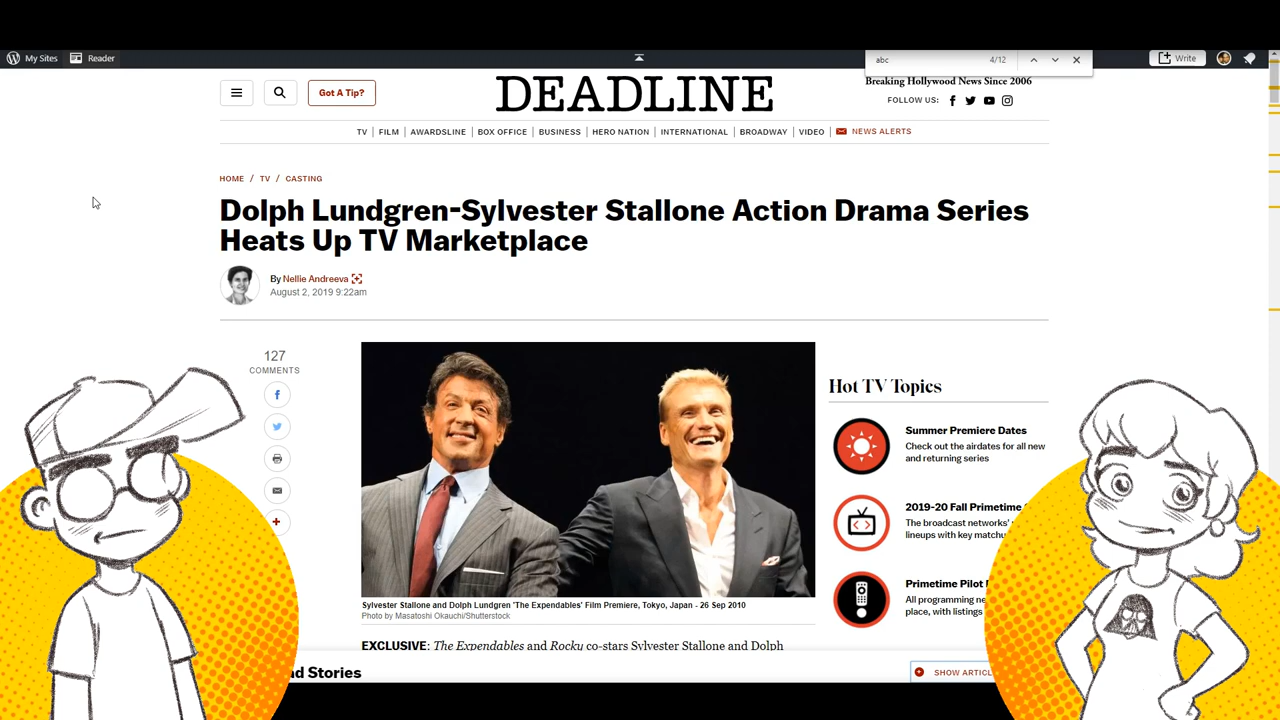 My Sites
Reader
abc
4/12
Write
Got A Tip?
DEADLINE
Breaking Hollywood News Since 2006
FOLLOW US:
TV
FILM
AWARDSLINE
BOX OFFICE
BUSINESS
HERO NATION
INTERNATIONAL
BROADWAY
VIDEO
NEWS ALERTS
HOME / TV / CASTING
Dolph Lundgren-Sylvester Stallone Action Drama Series
Heats Up TV Marketplace
By Nellie Andreeva
August 2, 2019 9:22am
127
COMMENTS
Sylvester Stallone and Dolph Lundgren 'The Expendables' Film Premiere, Tokyo, Japan - 26 Sep 2010
Photo by Masatoshi Okauchi/Shutterstock
EXCLUSIVE: The Expendables and Rocky co-stars Sylvester Stallone and Dolph
Hot TV Topics
Summer Premiere Dates
Check out the airdates for all new
and returning series
2019-20 Fall Primetime
The broadcast networks'
lineups with key
Primetime Pilot
All programming
place, with listings
Stories
SHOW